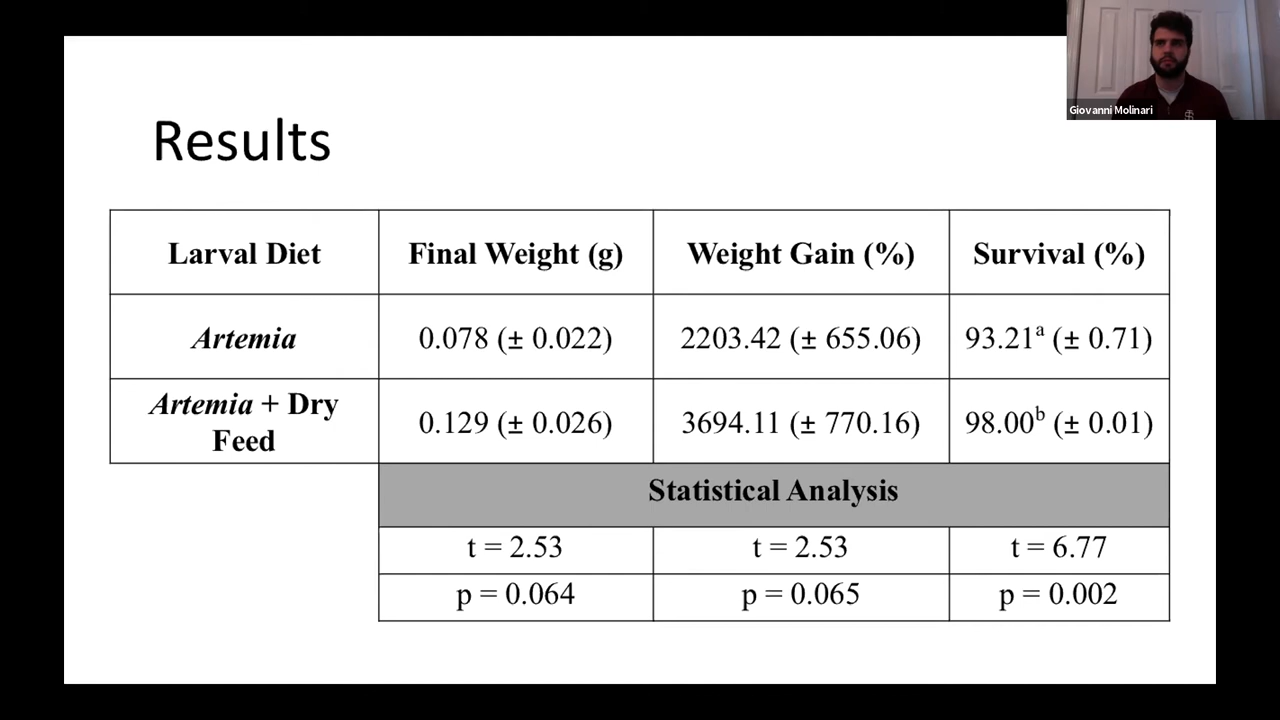 Giovanni Molinari
Results
Larval Diet Final Weight (g) Weight Gain (%) Survival (%)
Artemia 0.078 (± 0.022) 2203.42 (± 655.06) 93.21ᵃ (± 0.71)
Artemia + Dry
Feed 0.129 (± 0.026) 3694.11 (± 770.16) 98.00ᵇ (± 0.01)
Statistical Analysis
t = 2.53 t = 2.53 t = 6.77
p = 0.064 p = 0.065 p = 0.002